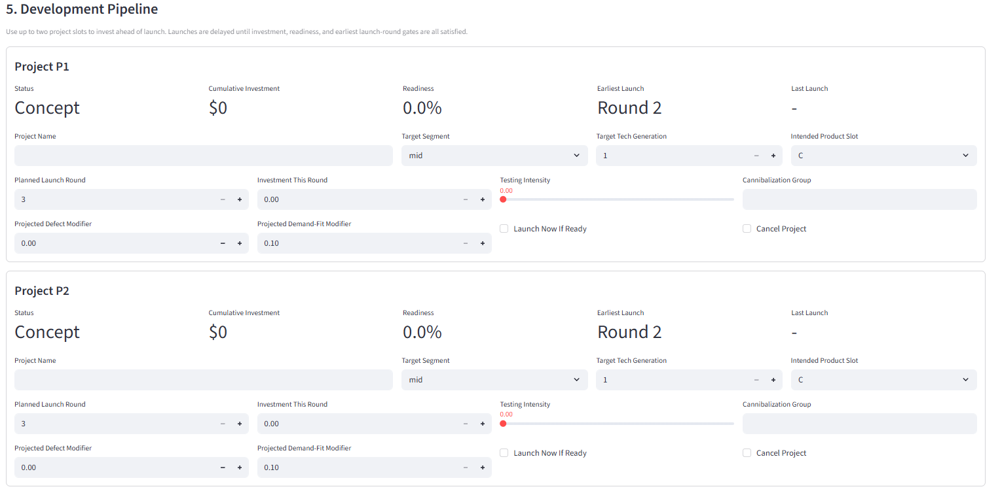 5. Development Pipeline
Use up to two project slots to invest ahead of launch. Launches are delayed until investment, readiness, and earliest launch-round gates are all satisfied.
Project P1
Status Cumulative Investment Readiness Earliest Launch Last Launch
Concept $0 0.0% Round 2 -
Project Name Target Segment Target Tech Generation Intended Product Slot
mid 1 − + C
Planned Launch Round Investment This Round Testing Intensity Cannibalization Group
0.00
3 − + 0.00 − +
Projected Defect Modifier Projected Demand-Fit Modifier
Launch Now If Ready Cancel Project
0.00 − + 0.10 − +
Project P2
Status Cumulative Investment Readiness Earliest Launch Last Launch
Concept $0 0.0% Round 2 -
Project Name Target Segment Target Tech Generation Intended Product Slot
mid 1 − + C
Planned Launch Round Investment This Round Testing Intensity Cannibalization Group
0.00
3 − + 0.00 − +
Projected Defect Modifier Projected Demand-Fit Modifier
Launch Now If Ready Cancel Project
0.00 − + 0.10 − +